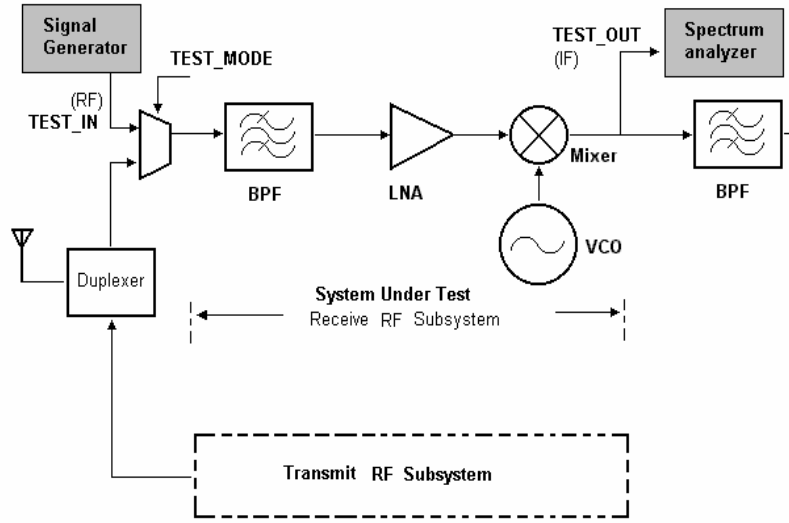 Signal
Generator
TEST_MODE
(RF)
TEST_IN
BPF
LNA
Mixer
VCO
TEST_OUT
(IF)
Spectrum
analyzer
BPF
Duplexer
System Under Test
Receive RF Subsystem
Transmit RF Subsystem